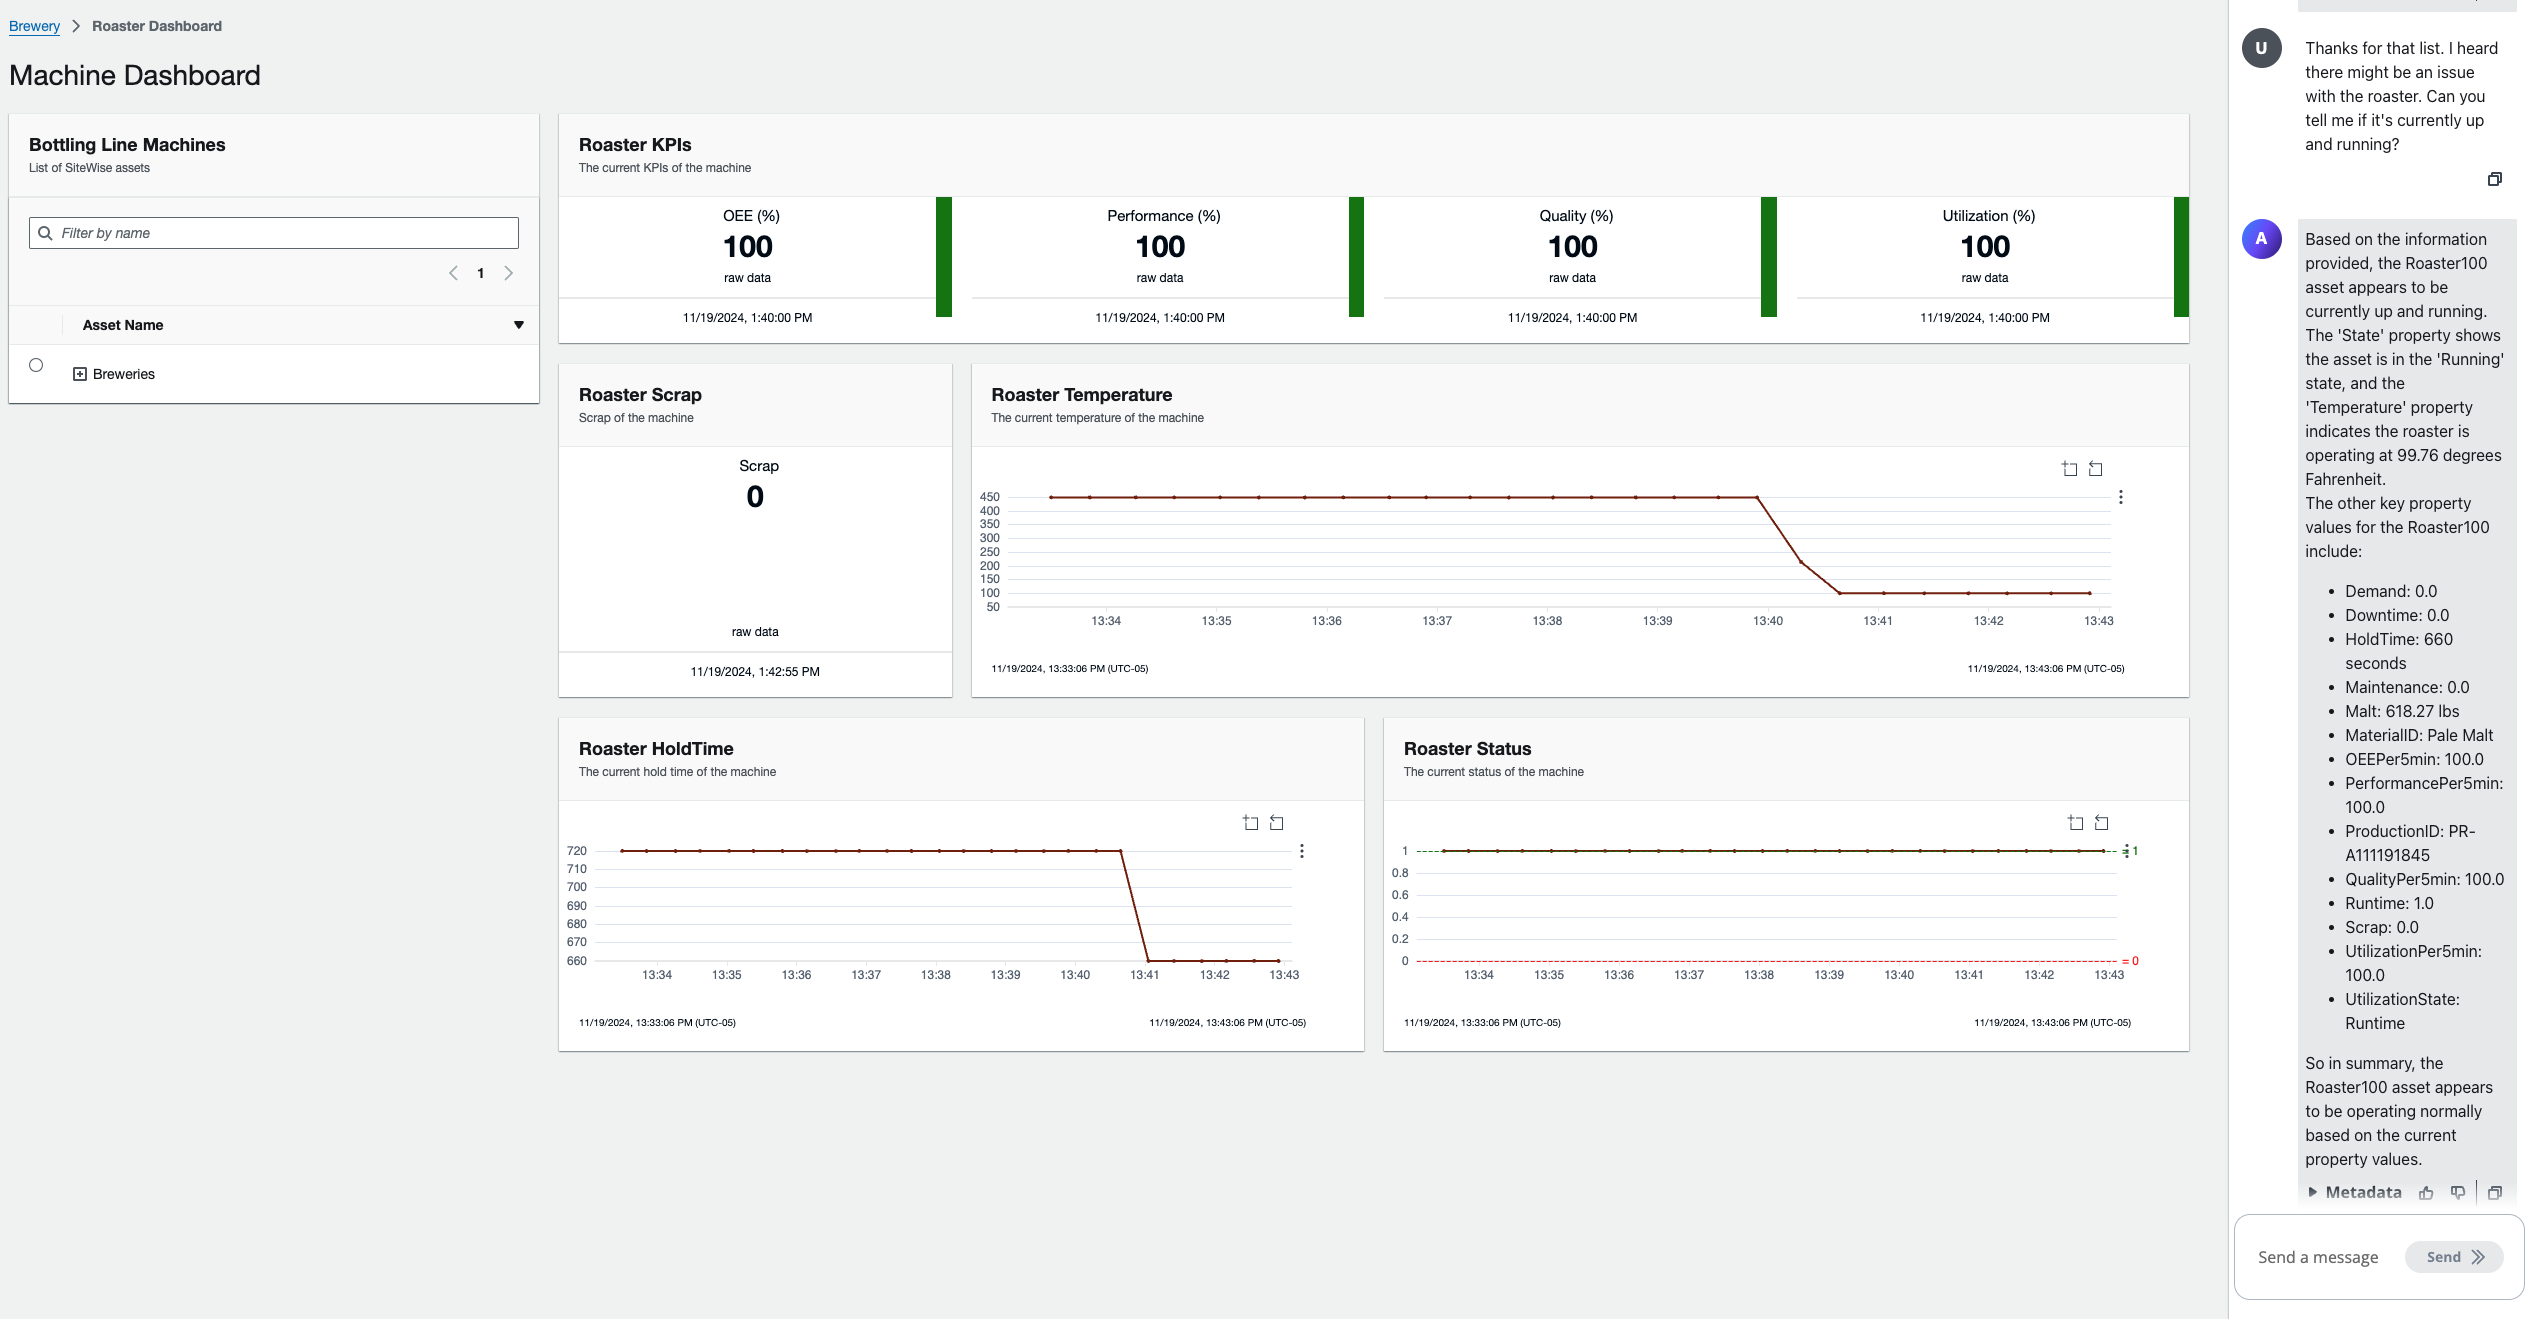 Brewery > Roaster Dashboard
Machine Dashboard
Bottling Line Machines
List of SiteWise assets
Filter by name
1
Asset Name
Breweries
Roaster KPIs
The current KPIs of the machine
OEE (%)
100
raw data
11/19/2024, 1:40:00 PM
Performance (%)
100
raw data
11/19/2024, 1:40:00 PM
Quality (%)
100
raw data
11/19/2024, 1:40:00 PM
Utilization (%)
100
raw data
11/19/2024, 1:40:00 PM
Roaster Scrap
Scrap of the machine
Scrap
0
raw data
11/19/2024, 1:42:55 PM
Roaster Temperature
The current temperature of the machine
450
400
350
300
250
200
150
100
50
13:34 13:35 13:36 13:37 13:38 13:39 13:40 13:41 13:42 13:43
11/19/2024, 13:33:06 PM (UTC-05) 11/19/2024, 13:43:06 PM (UTC-05)
Roaster HoldTime
The current hold time of the machine
720
710
700
690
680
670
660
13:34 13:35 13:36 13:37 13:38 13:39 13:40 13:41 13:42 13:43
11/19/2024, 13:33:06 PM (UTC-05) 11/19/2024, 13:43:06 PM (UTC-05)
Roaster Status
The current status of the machine
1 = 1
0.8
0.6
0.4
0.2
0 = 0
13:34 13:35 13:36 13:37 13:38 13:39 13:40 13:41 13:42 13:43
11/19/2024, 13:33:06 PM (UTC-05) 11/19/2024, 13:43:06 PM (UTC-05)
U
Thanks for that list. I heard
there might be an issue
with the roaster. Can you
tell me if it's currently up
and running?
A
Based on the information
provided, the Roaster100
asset appears to be
currently up and running.
The 'State' property shows
the asset is in the 'Running'
state, and the
'Temperature' property
indicates the roaster is
operating at 99.76 degrees
Fahrenheit.
The other key property
values for the Roaster100
include:
• Demand: 0.0
• Downtime: 0.0
• HoldTime: 660
seconds
• Maintenance: 0.0
• Malt: 618.27 lbs
• MaterialID: Pale Malt
• OEEPer5min: 100.0
• PerformancePer5min:
100.0
• ProductionID: PR-
A111191845
• QualityPer5min: 100.0
• Runtime: 1.0
• Scrap: 0.0
• UtilizationPer5min:
100.0
• UtilizationState:
Runtime
So in summary, the
Roaster100 asset appears
to be operating normally
based on the current
property values.
Metadata
Send a message
Send